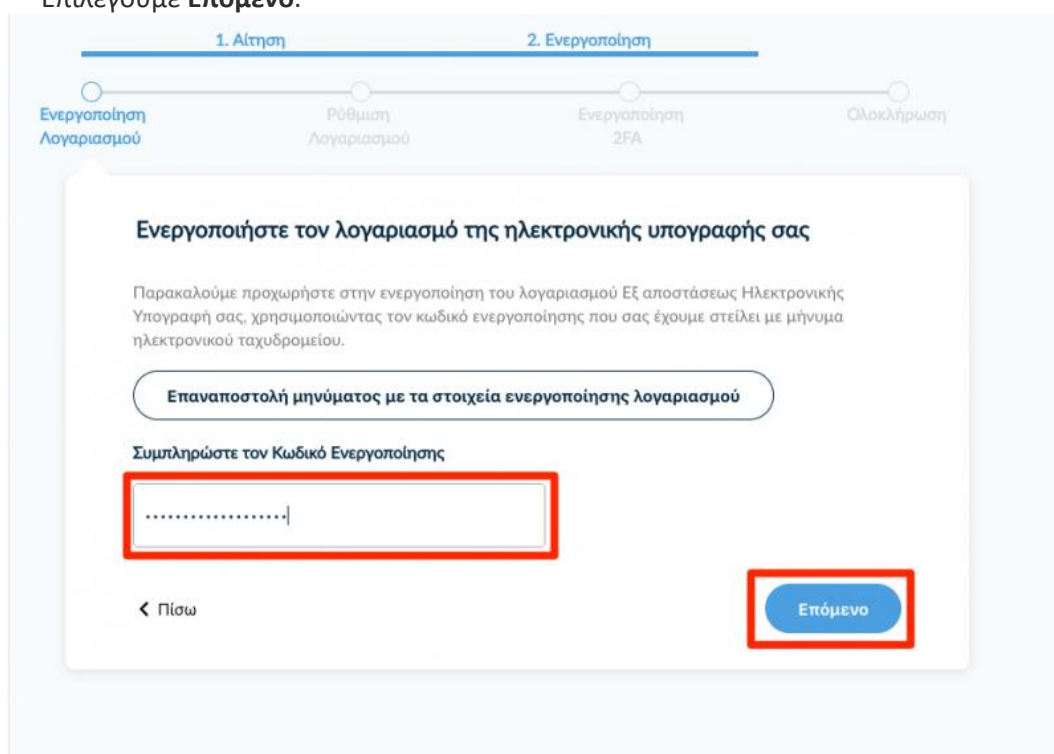 Επιλέγουμε Επόμενο.
1. Αίτηση 2. Ενεργοποίηση
Ενεργοποίηση Λογαριασμού
Ρύθμιση Λογαριασμού
Ενεργοποίηση 2FA
Ολοκλήρωση
Ενεργοποιήστε τον λογαριασμό της ηλεκτρονικής υπογραφής σας
Παρακαλούμε προχωρήστε στην ενεργοποίηση του λογαριασμού Εξ αποστάσεως Ηλεκτρονικής
Υπογραφή σας, χρησιμοποιώντας τον κωδικό ενεργοποίησης που σας έχουμε στείλει με μήνυμα
ηλεκτρονικού ταχυδρομείου.
Επαναποστολή μηνύματος με τα στοιχεία ενεργοποίησης λογαριασμού
Συμπληρώστε τον Κωδικό Ενεργοποίησης
Πίσω
Επόμενο